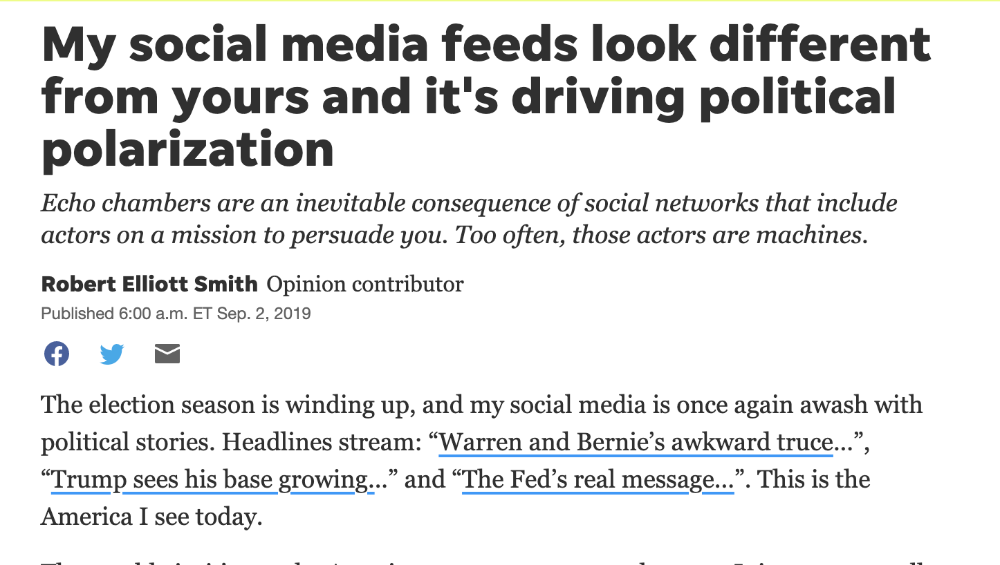 My social media feeds look different
from yours and it's driving political
polarization
Echo chambers are an inevitable consequence of social networks that include
actors on a mission to persuade you. Too often, those actors are machines.
Robert Elliott Smith Opinion contributor
Published 6:00 a.m. ET Sep. 2, 2019
The election season is winding up, and my social media is once again awash with
political stories. Headlines stream: “Warren and Bernie’s awkward truce...”,
“Trump sees his base growing...” and “The Fed’s real message...”. This is the
America I see today.